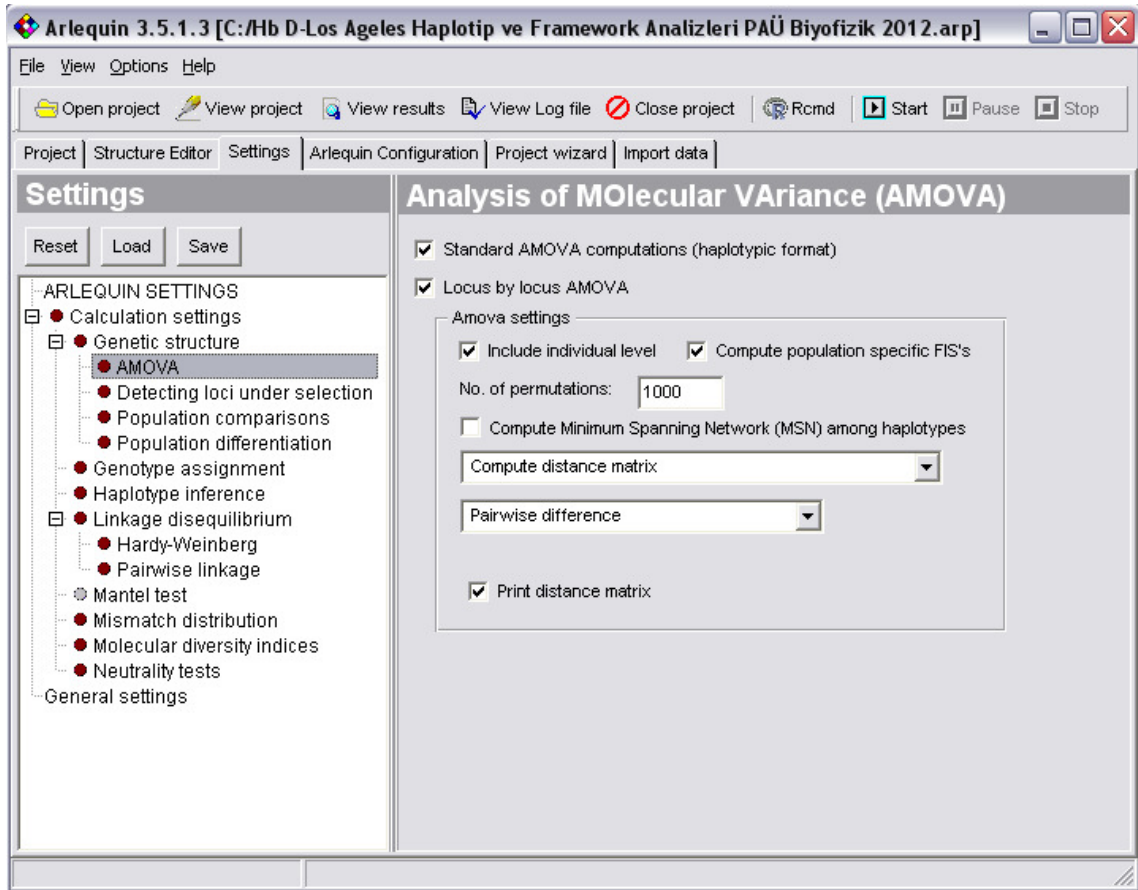 Arlequin 3.5.1.3 [C:/Hb D-Los Ageles Haplotip ve Framework Analizleri PAÜ Biyofizik 2012.arp]
File View Options Help
Open project View project View results View Log file Close project Rcmd Start Pause Stop
Project Structure Editor Settings Arlequin Configuration Project wizard Import data
Settings
Reset Load Save
ARLEQUIN SETTINGS
Calculation settings
Genetic structure
AMOVA
Detecting loci under selection
Population comparisons
Population differentiation
Genotype assignment
Haplotype inference
Linkage disequilibrium
Hardy-Weinberg
Pairwise linkage
Mantel test
Mismatch distribution
Molecular diversity indices
Neutrality tests
General settings
Analysis of MOlecular VAriance (AMOVA)
Standard AMOVA computations (haplotypic format)
Locus by locus AMOVA
Amova settings
Include individual level Compute population specific FIS's
No. of permutations: 1000
Compute Minimum Spanning Network (MSN) among haplotypes
Compute distance matrix
Pairwise difference
Print distance matrix